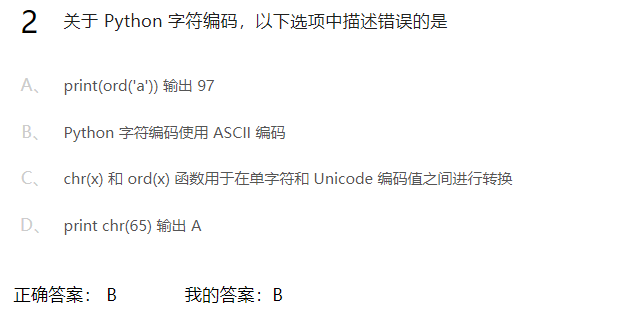 2 关于 Python 字符编码，以下选项中描述错误的是
A、 print(ord('a')) 输出 97
B、 Python 字符编码使用 ASCII 编码
C、 chr(x) 和 ord(x) 函数用于在单字符和 Unicode 编码值之间进行转换
D、 print chr(65) 输出 A
正确答案： B 我的答案：B